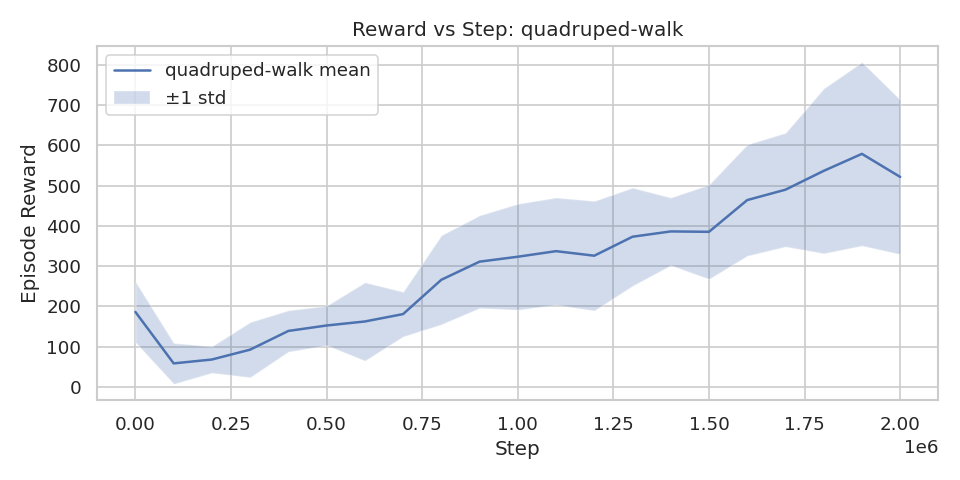 Reward vs Step: quadruped-walk
quadruped-walk mean
±1 std
Episode Reward
800
700
600
500
400
300
200
100
0
0.00 0.25 0.50 0.75 1.00 1.25 1.50 1.75 2.00
1e6
Step